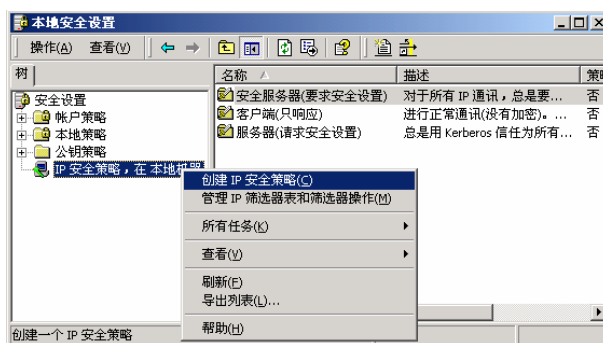 本地安全设置
操作(A) 查看(V)
树
名称 描述 策
安全设置
帐户策略
本地策略
公钥策略
IP 安全策略，在 本地机器
安全服务器(要求安全设置) 对于所有 IP 通讯，总是要... 否
客户端(只响应) 进行正常通讯(没有加密)。... 否
服务器(请求安全设置) 总是用 Kerberos 信任为所有... 否
创建 IP 安全策略(C)
管理 IP 筛选器表和筛选器操作(M)
所有任务(K)
查看(V)
刷新(F)
导出列表(L)...
帮助(H)
创建一个 IP 安全策略